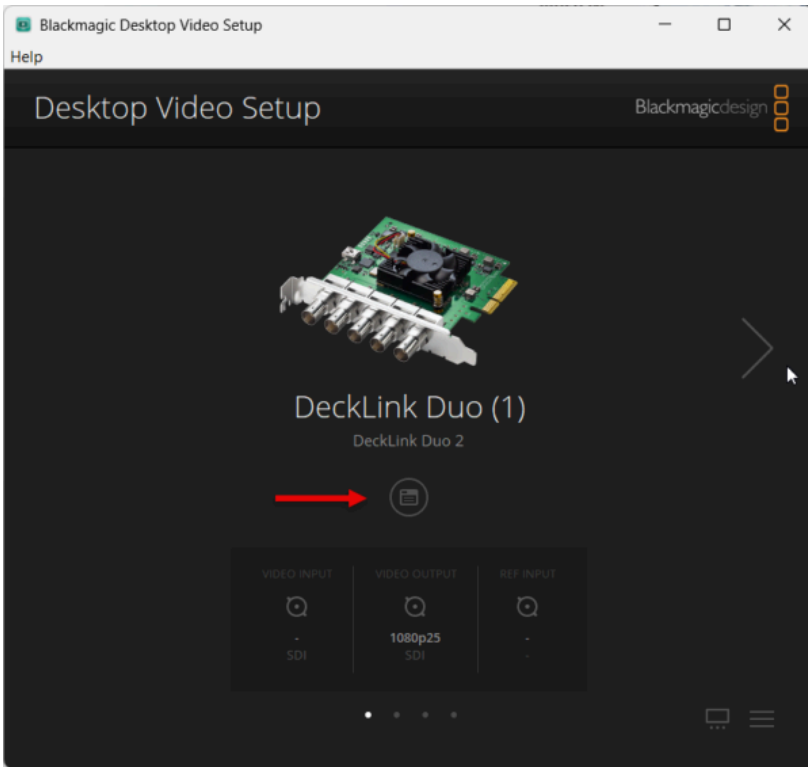 Blackmagic Desktop Video Setup
Help
Desktop Video Setup
Blackmagicdesign
DeckLink Duo (1)
DeckLink Duo 2
VIDEO INPUT VIDEO OUTPUT REF INPUT
- 1080p25 -
SDI SDI -